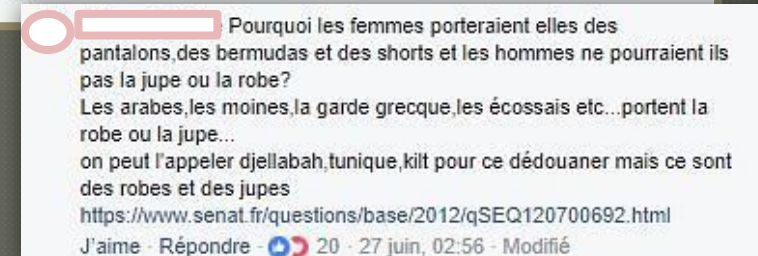 Pourquoi les femmes porteraient elles des
pantalons,des bermudas et des shorts et les hommes ne pourraient ils
pas la jupe ou la robe?
Les arabes,les moines,la garde grecque,les écossais etc...portent la
robe ou la jupe...
on peut l'appeler djellabah,tunique,kilt pour ce dédouaner mais ce sont
des robes et des jupes
https://www.senat.fr/questions/base/2012/qSEQ120700692.html
J'aime · Répondre · 20 · 27 juin, 02:56 · Modifié